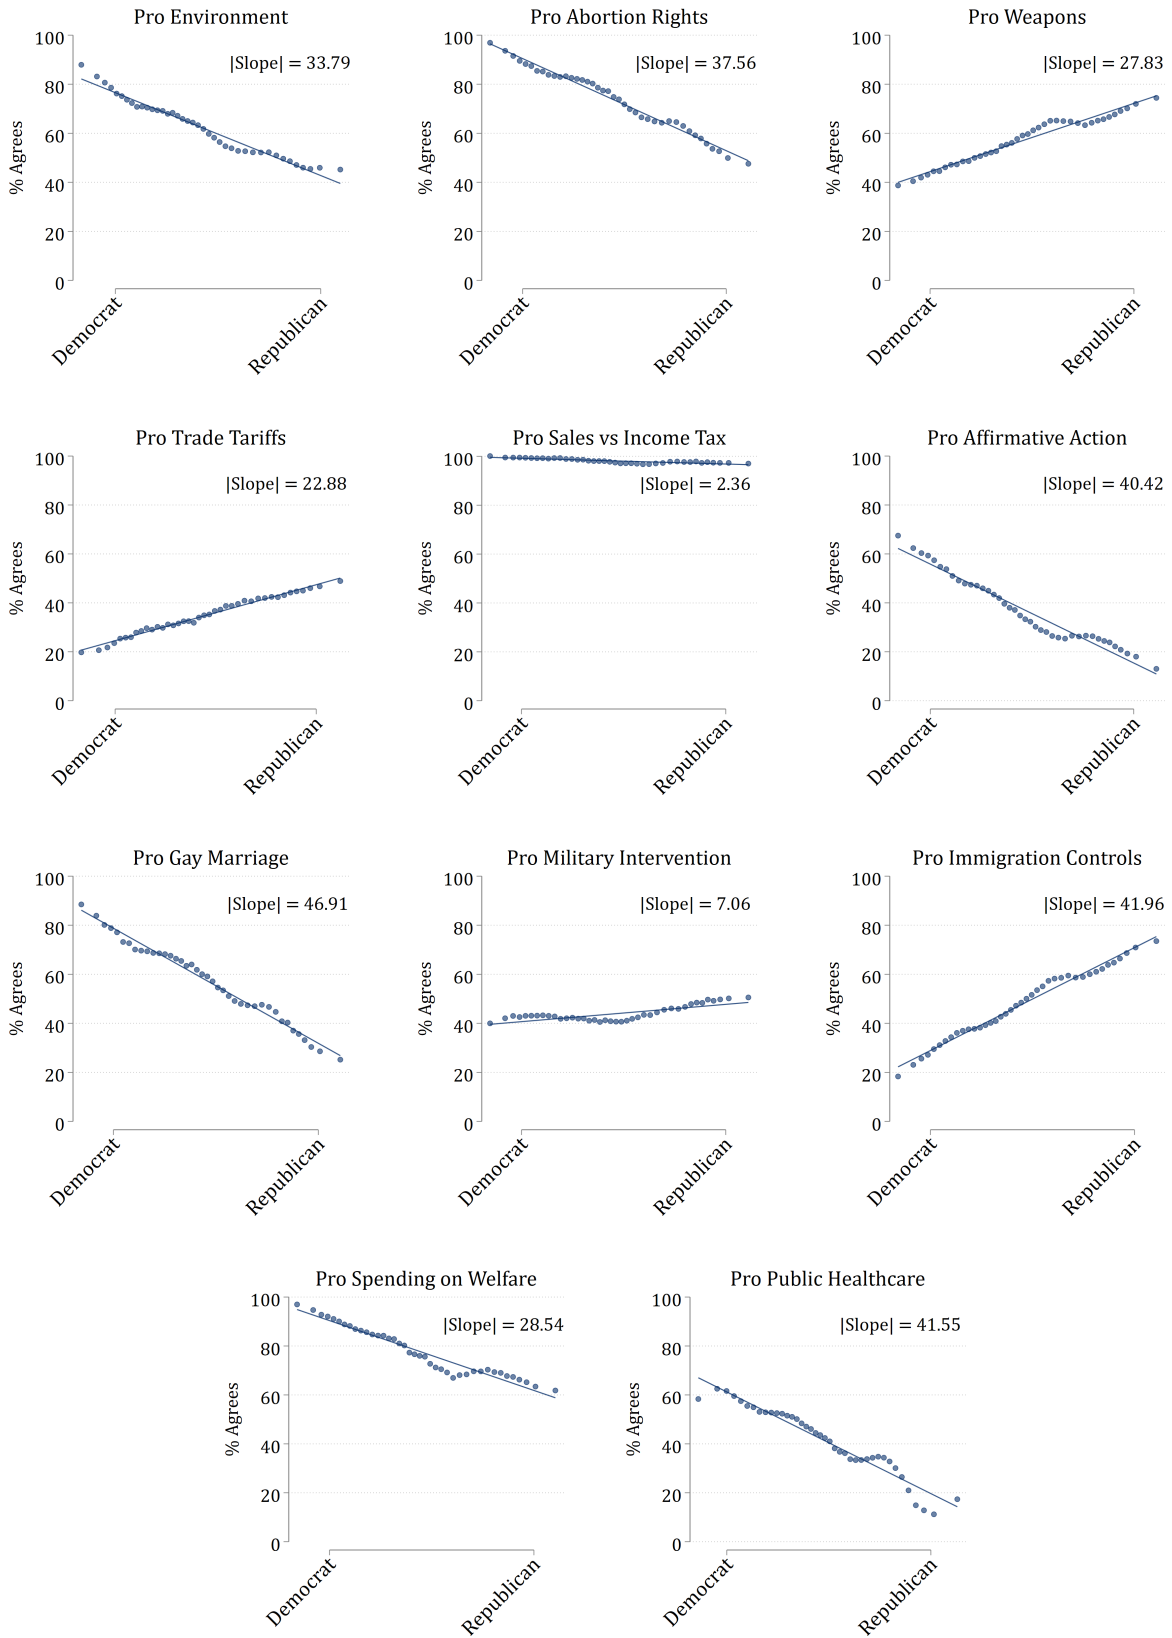 Pro Environment
|Slope| = 33.79
% Agrees
100
80
60
40
20
0
Democrat
Republican
Pro Abortion Rights
|Slope| = 37.56
% Agrees
100
80
60
40
20
0
Democrat
Republican
Pro Weapons
|Slope| = 27.83
% Agrees
100
80
60
40
20
0
Democrat
Republican
Pro Trade Tariffs
|Slope| = 22.88
% Agrees
100
80
60
40
20
0
Democrat
Republican
Pro Sales vs Income Tax
|Slope| = 2.36
% Agrees
100
80
60
40
20
0
Democrat
Republican
Pro Affirmative Action
|Slope| = 40.42
% Agrees
100
80
60
40
20
0
Democrat
Republican
Pro Gay Marriage
|Slope| = 46.91
% Agrees
100
80
60
40
20
0
Democrat
Republican
Pro Military Intervention
|Slope| = 7.06
% Agrees
100
80
60
40
20
0
Democrat
Republican
Pro Immigration Controls
|Slope| = 41.96
% Agrees
100
80
60
40
20
0
Democrat
Republican
Pro Spending on Welfare
|Slope| = 28.54
% Agrees
100
80
60
40
20
0
Democrat
Republican
Pro Public Healthcare
|Slope| = 41.55
% Agrees
100
80
60
40
20
0
Democrat
Republican